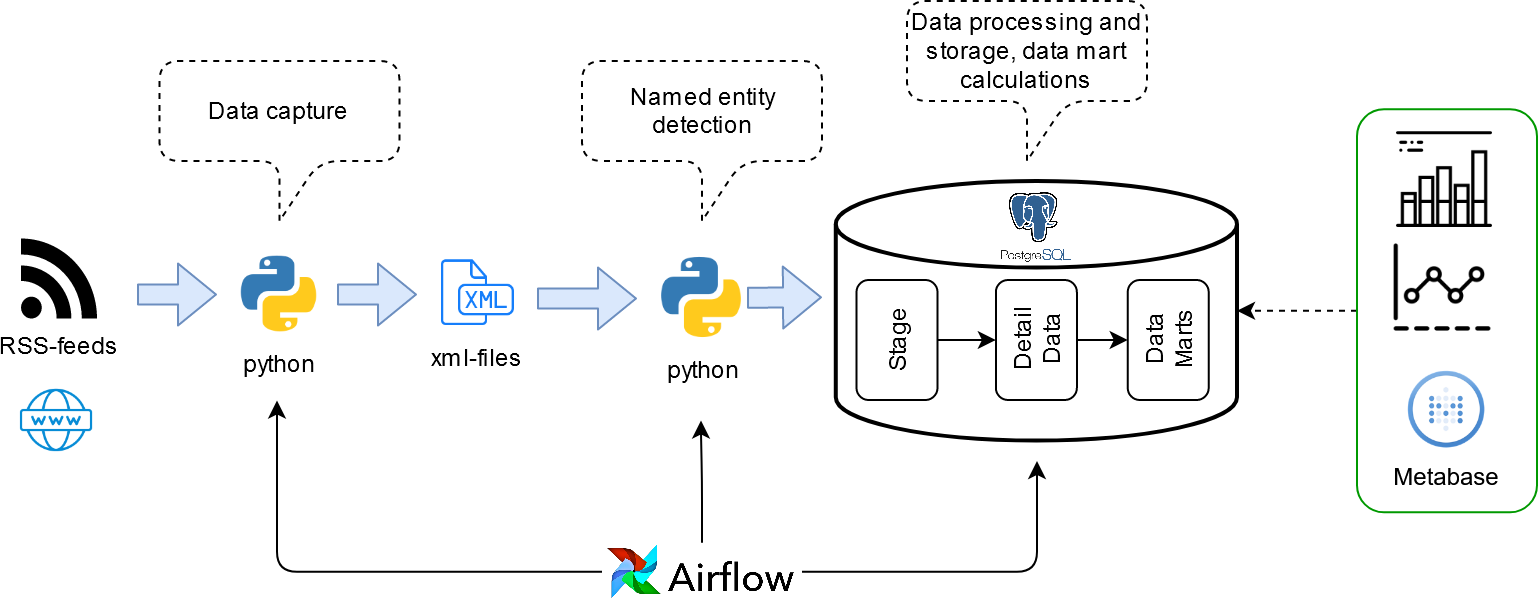 Data processing and
storage, data mart
calculations
Data capture
Named entity
detection
PostgreSQL
XML
RSS-feeds
python
xml-files
python
Stage
Detail
Data
Data
Marts
WWW
Metabase
Airflow